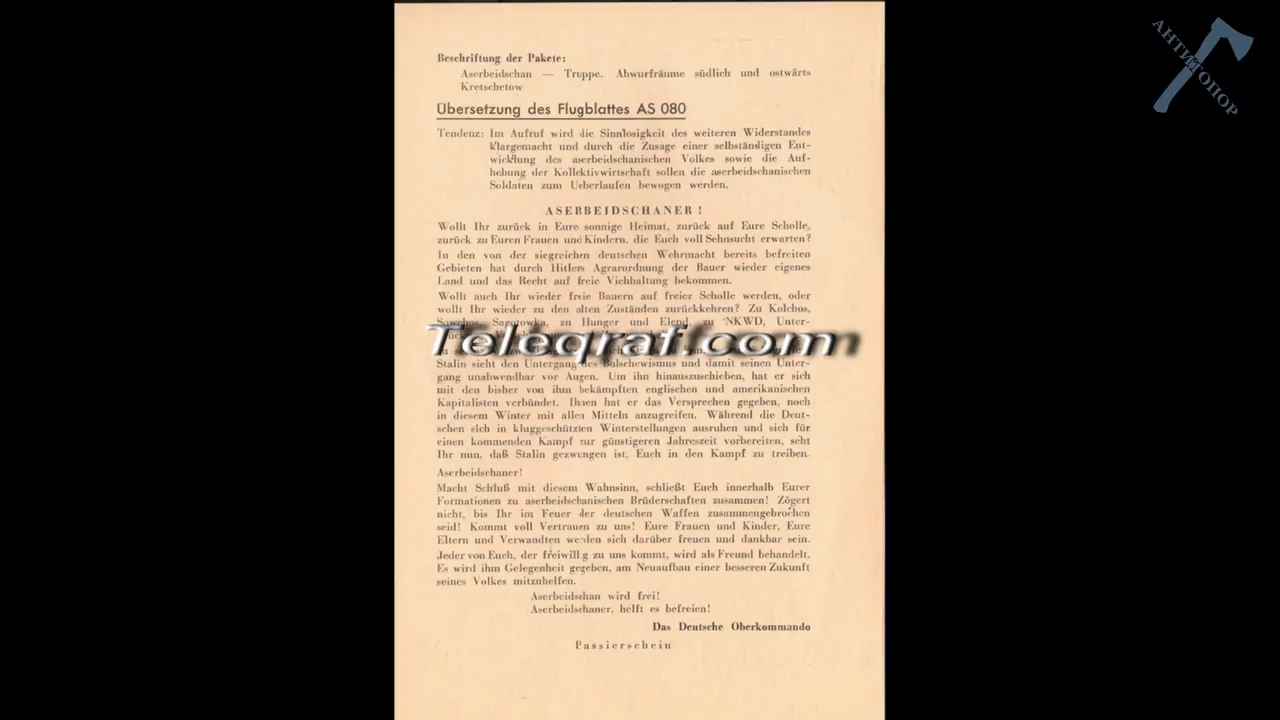 Beschriftung der Pakete:
Aserbeidschan — Truppe. Abwurfräume südlich und ostwärts
Kretschetow
Übersetzung des Flugblattes AS 080
Tendenz: Im Aufruf wird die Sinnlosigkeit des weiteren Widerstandes
klargemacht und durch die Zusage einer selbständigen Ent-
wicklung des aserbeidschanischen Volkes sowie die Auf-
hebung der Kollektivwirtschaft sollen die aserbeidschanischen
Soldaten zum Ueberlaufen bewogen werden.
ASERBEIDSCHANER!
Wollt Ihr zurück in Eure sonnige Heimat, zurück auf Eure Scholle,
zurück zu Euren Frauen und Kindern, die Euch voll Sehnsucht erwarten?
In den von der siegreichen deutschen Wehrmacht bereits befreiten
Gebieten hat durch Hitlers Agrarordnung der Bauer wieder eigenes
Land und das Recht auf freie Viehhaltung bekommen.
Wollt auch Ihr wieder freie Bauern auf freier Scholle werden, oder
wollt Ihr wieder zu den alten Zuständen zurückkehren? Zu Kolchos,
Sowchos, Sagotowka, zu Hunger und Elend, zu NKWD, Unter-
Teleqraf.com
Stalin sieht den Untergang des Bolschewismus und damit seinen Unter-
gang unabwendbar vor Augen. Um ihn hinauszuschieben, hat er sich
mit den bisher von ihm bekämpften englischen und amerikanischen
Kapitalisten verbündet. Ihnen hat er das Versprechen gegeben, noch
in diesem Winter mit allen Mitteln anzugreifen. Während die Deut-
schen sich in kluggeschützten Winterstellungen ausruhen und sich für
einen kommenden Kampf zur günstigeren Jahreszeit vorbereiten, seht
Ihr nun, daß Stalin gezwungen ist, Euch in den Kampf zu treiben.
Aserbeidschaner!
Macht Schluß mit diesem Wahnsinn, schließt Euch innerhalb Eurer
Formationen zu aserbeidschanischen Brüderschaften zusammen! Zögert
nicht, bis Ihr im Feuer der deutschen Waffen zusammengebrochen
seid! Kommt voll Vertrauen zu uns! Eure Frauen und Kinder, Eure
Eltern und Verwandten werden sich darüber freuen und dankbar sein.
Jeder von Euch, der freiwillig zu uns kommt, wird als Freund behandelt.
Es wird ihm Gelegenheit gegeben, am Neuaufbau einer besseren Zukunft
seines Volkes mitzuhelfen.
Aserbeidschan wird frei!
Aserbeidschaner, helft es befreien!
Das Deutsche Oberkommando
Passierschein
АНТИТОПОР